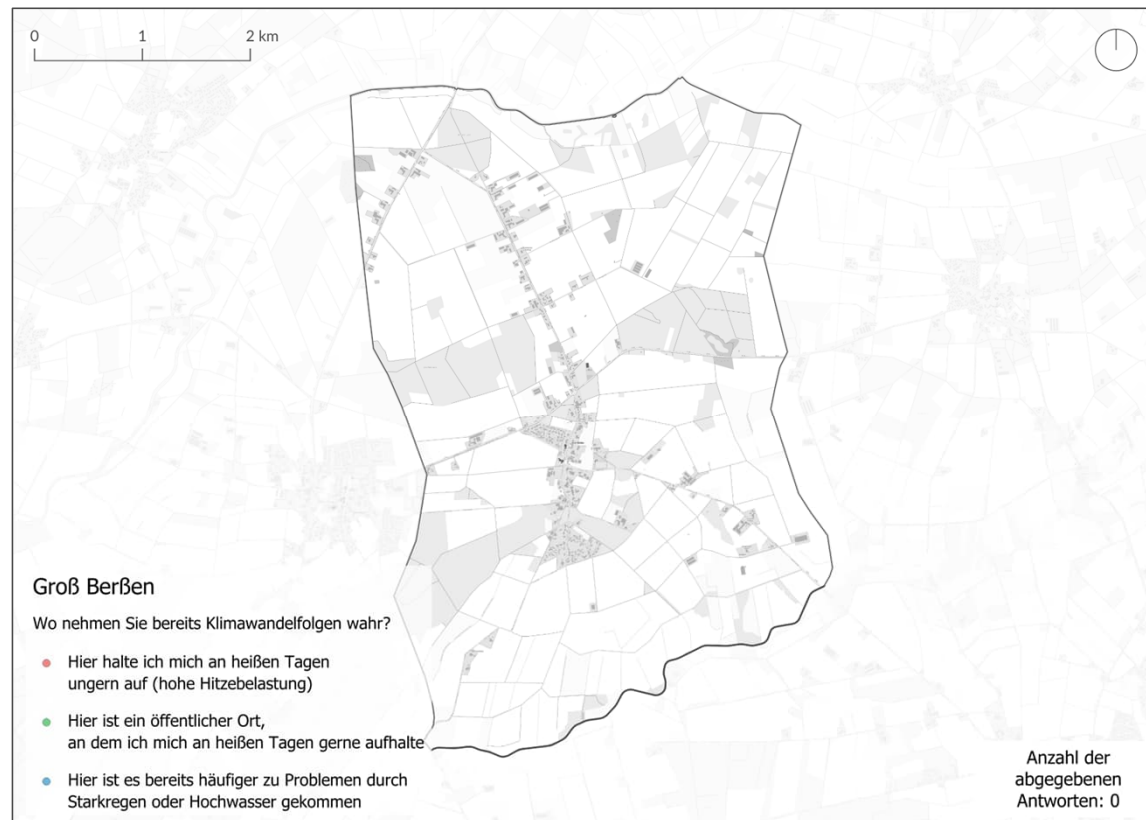 0 1 2 km
Groß Berßen
Wo nehmen Sie bereits Klimawandelfolgen wahr?
Hier halte ich mich an heißen Tagen
ungern auf (hohe Hitzebelastung)
Hier ist ein öffentlicher Ort,
an dem ich mich an heißen Tagen gerne aufhalte
Hier ist es bereits häufiger zu Problemen durch
Starkregen oder Hochwasser gekommen
Anzahl der
abgegebenen
Antworten: 0